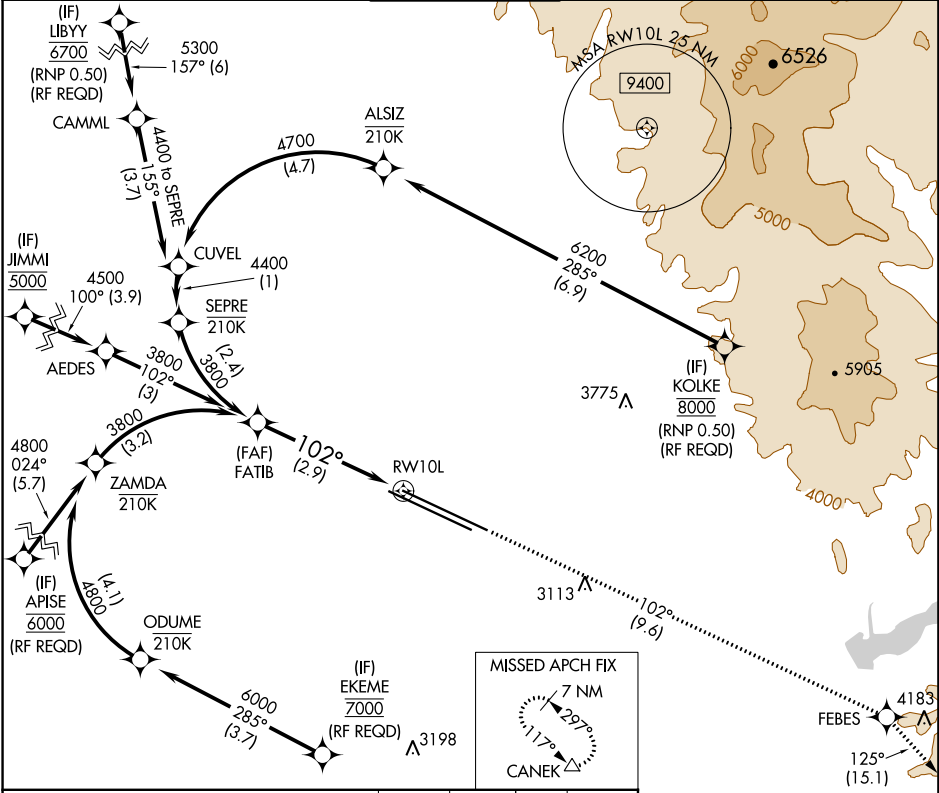 (IF)
LIBYY
6700
(RNP 0.50)
(RF REQD)
5300
157° (6)
CAMML
4400 to SEPRE
155°
(3.7)
ALSIZ
210K
4700
(4.7)
MSA RW10L 25 NM
9400
6000
6526
5000
CUVEL
4400
(1)
6200
285°
(6.9)
(IF)
JIMMI
5000
4500
100° (3.9)
SEPRE
210K
(2.4)
3800
AEDES
3800
102°
(3)
(IF)
KOLKE
8000
(RNP 0.50)
(RF REQD)
5905
3775
4000
3800
(3.2)
(FAF)
FATIB
102°
(2.9)
RW10L
4800
024°
(5.7)
ZAMDA
210K
(IF)
APISE
6000
(RF REQD)
(4.1)
4800
3113
102°
(9.6)
ODUME
210K
6000
285°
(3.7)
(IF)
EKEME
7000
(RF REQD)
3198
MISSED APCH FIX
7 NM
297°
117°
CANEK
FEBES
4183
125°
(15.1)